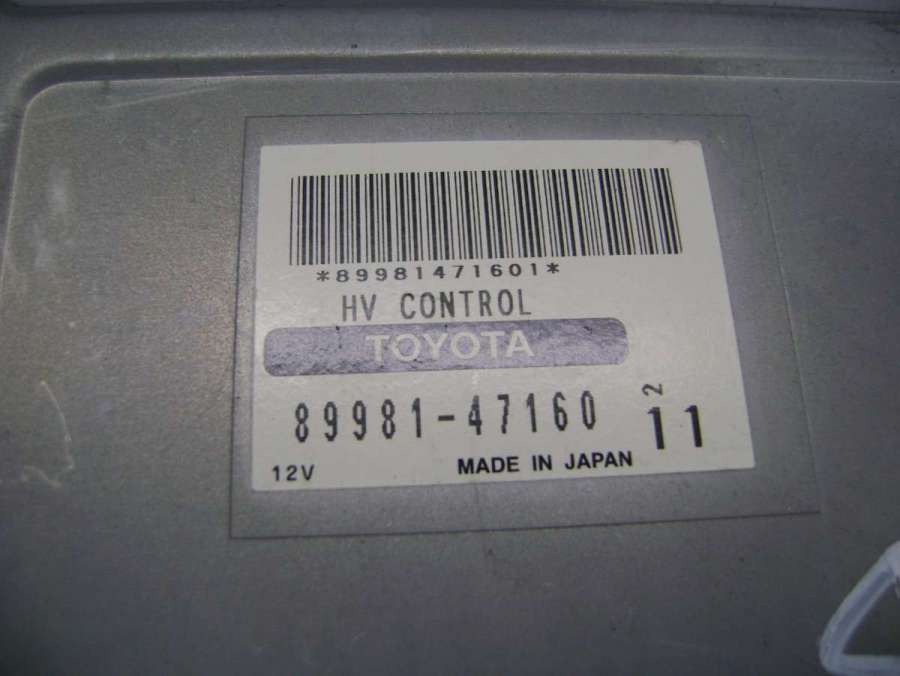 *89981471601*
HV CONTROL
TOYOTA
89981-47160
2
11
12V
MADE IN JAPAN